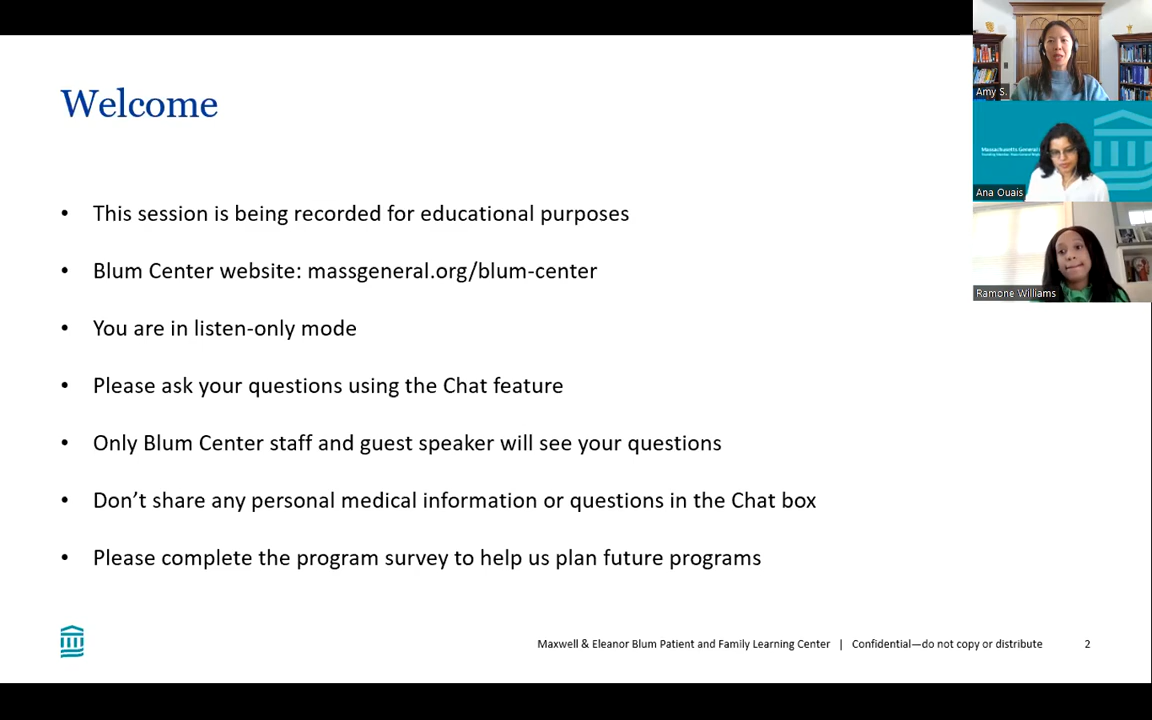 Welcome
• This session is being recorded for educational purposes
• Blum Center website: massgeneral.org/blum-center
• You are in listen-only mode
• Please ask your questions using the Chat feature
• Only Blum Center staff and guest speaker will see your questions
• Don’t share any personal medical information or questions in the Chat box
• Please complete the program survey to help us plan future programs
Maxwell & Eleanor Blum Patient and Family Learning Center | Confidential—do not copy or distribute 2
Amy S.
Massachusetts General
Ana Ouais
Ramone Williams